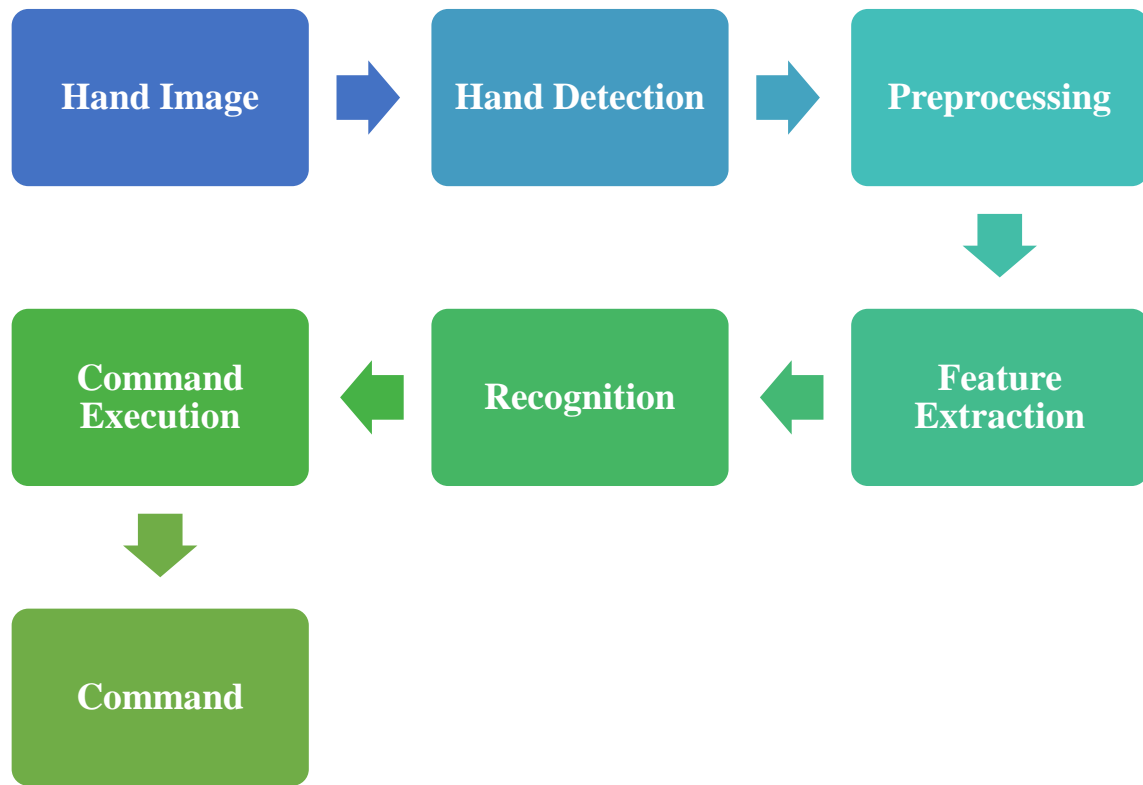 Hand Image
Hand Detection
Preprocessing
Feature
Extraction
Recognition
Command
Execution
Command